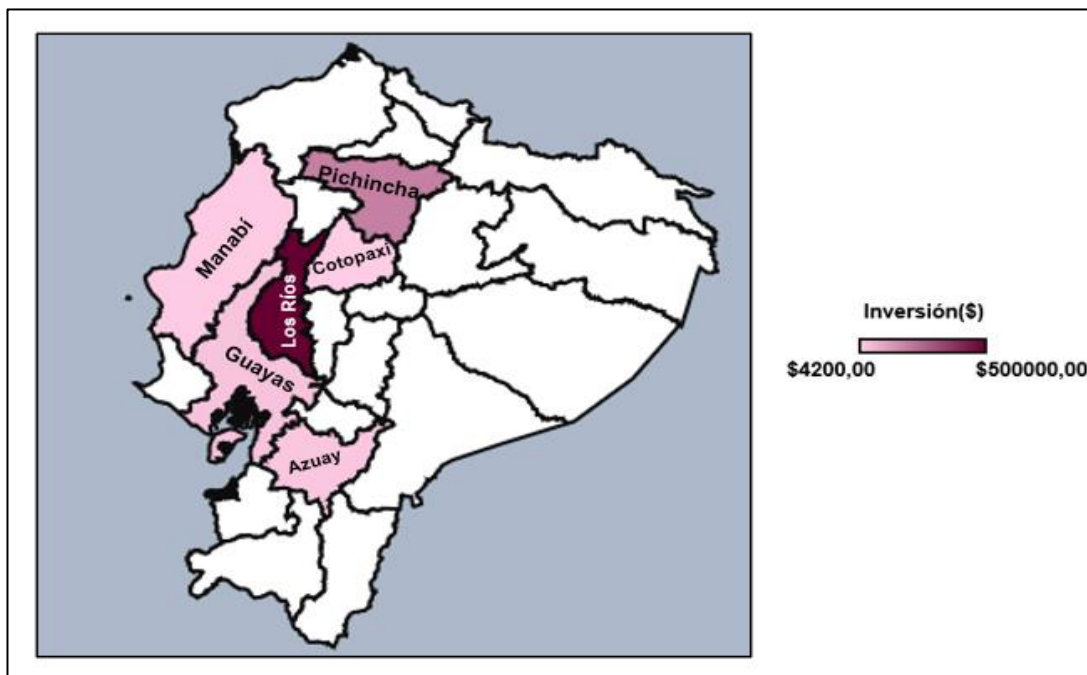 Pichincha
Manabí
Cotopaxi
Los Ríos
Guayas
Azuay
Inversión($)
$4200,00 $500000,00